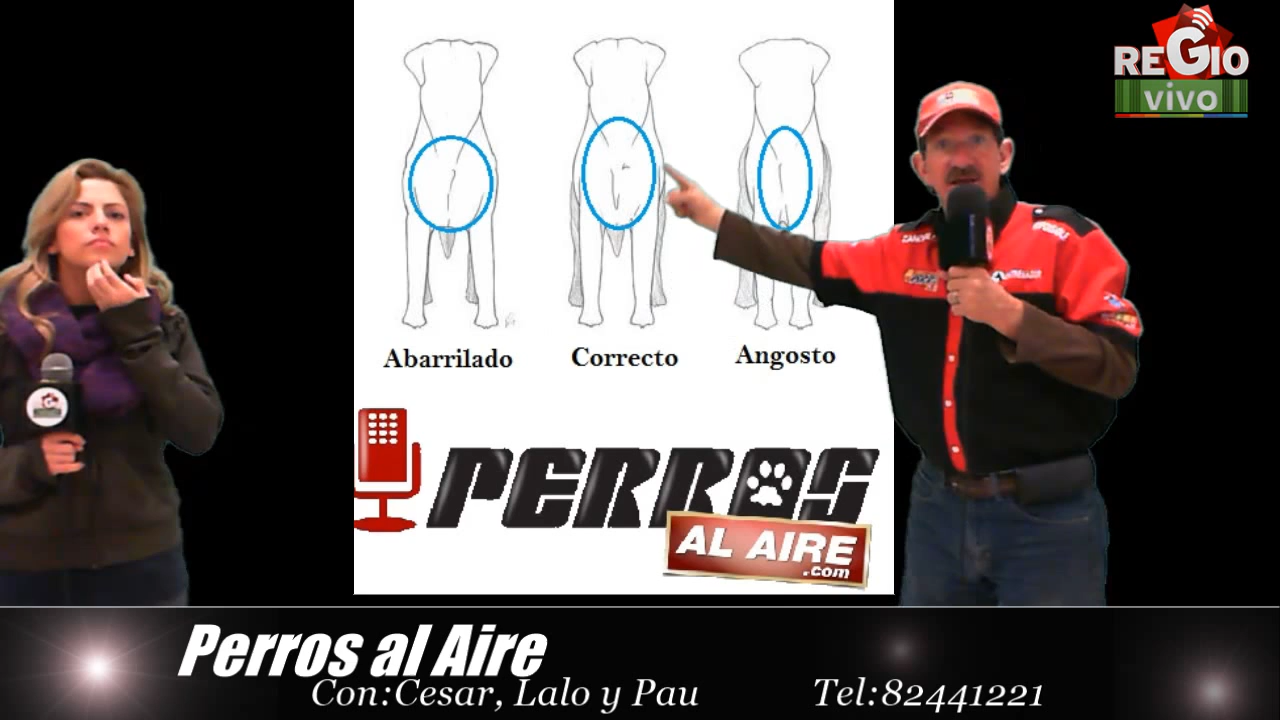 REGIO
vivo
Abarrilado Correcto Angosto
PERROS
AL AIRE
.com
Perros al Aire
Con:Cesar, Lalo y Pau Tel:82441221